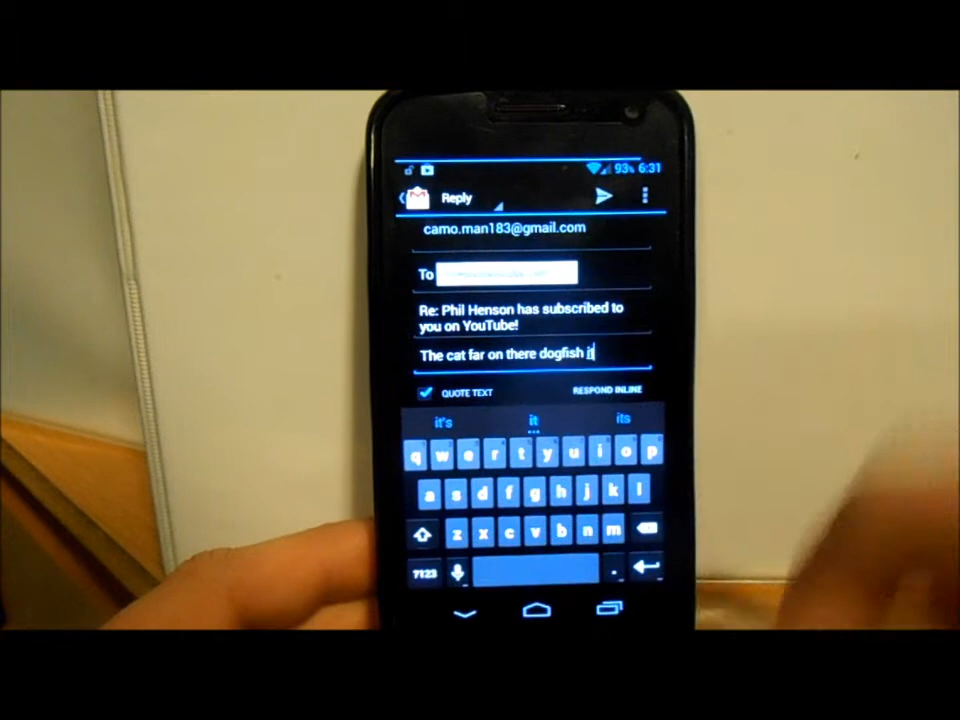 93% 6:31
Reply
camo.man183@gmail.com
To
Re: Phil Henson has subscribed to
you on YouTube!
The cat far on there dogfish it
QUOTE TEXT RESPOND INLINE
it's it its
q w e r t y u i o p
a s d f g h j k l
z x c v b n m
?123 .